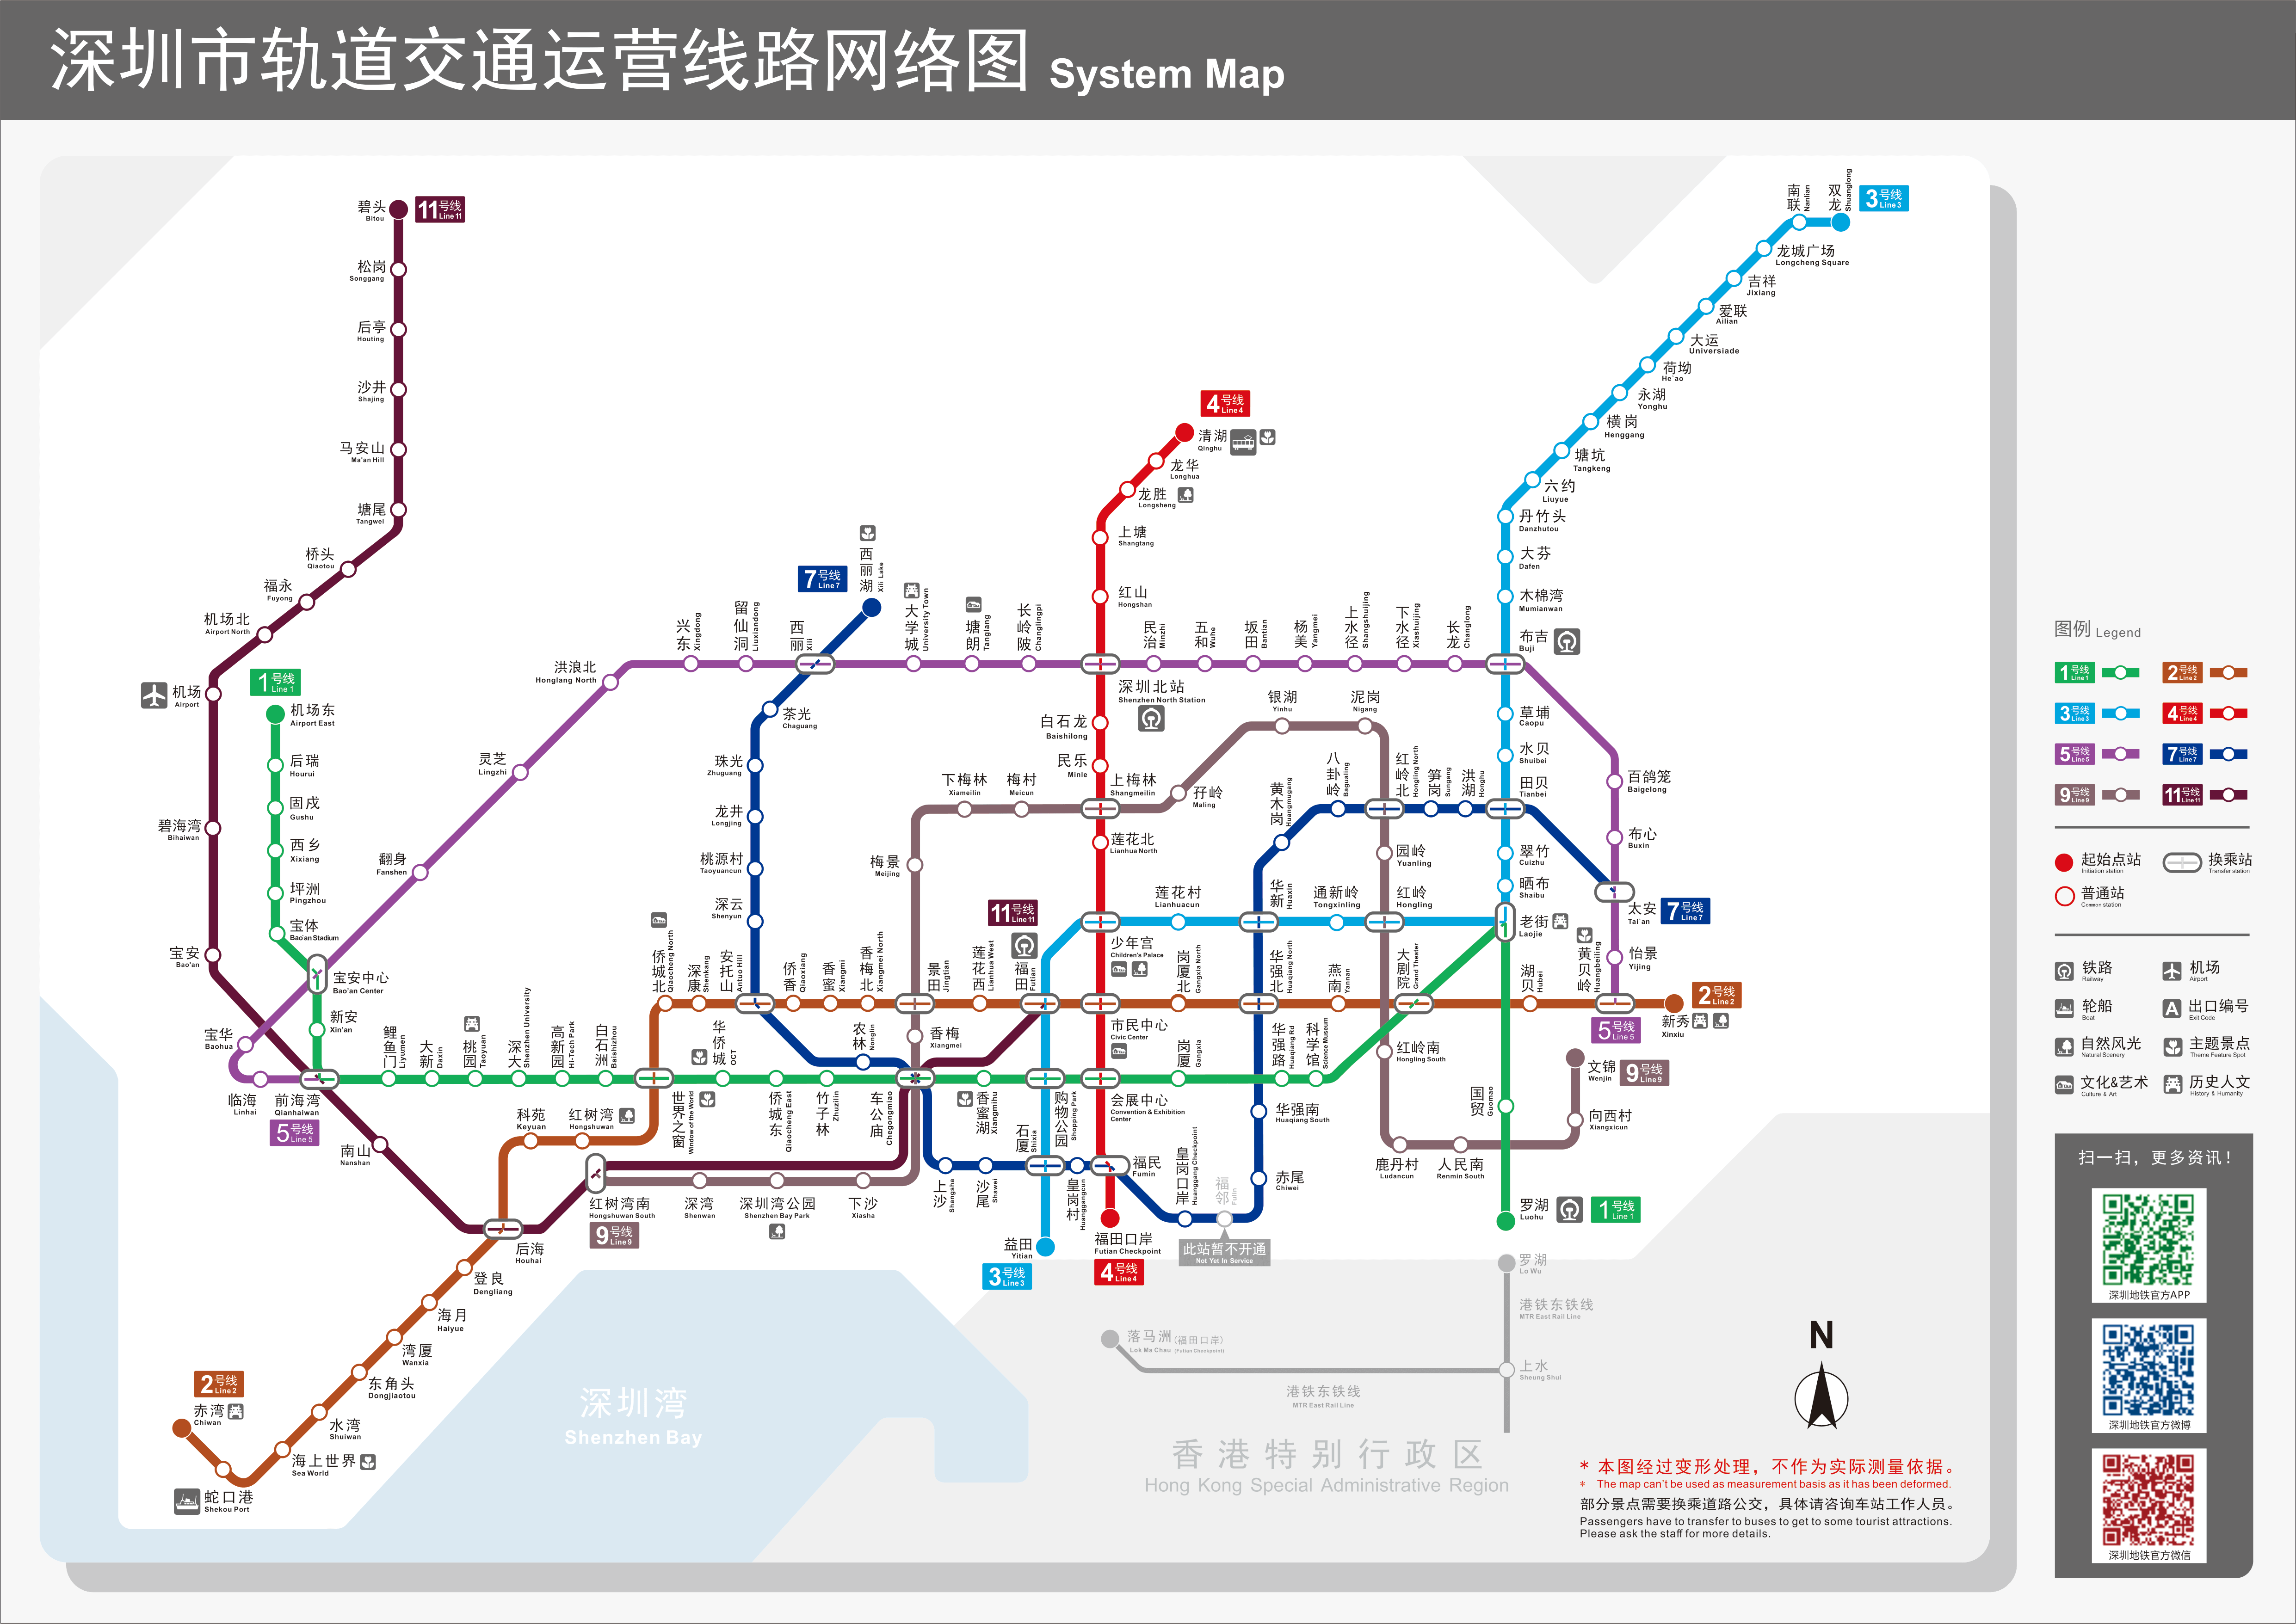 深圳市轨道交通运营线路网络图 System Map
碧头
Bitou
11号线
Line 11
松岗
Songgang
后亭
Houting
沙井
Shajing
马安山
Ma'an Hill
塘尾
Tangwei
桥头
Qiaotou
福永
Fuyong
机场北
Airport North
机场
Airport
碧海湾
Bihaiwan
宝安
Bao'an
1号线
Line 1
机场东
Airport East
后瑞
Hourui
固戍
Gushu
西乡
Xixiang
坪洲
Pingzhou
宝体
Bao'an Stadium
宝安中心
Bao'an Center
新安
Xin'an
宝华
Baohua
临海
Linhai
前海湾
Qianhaiwan
5号线
Line 5
翻身
Fanshen
灵芝
Lingzhi
洪浪北
Honglang North
兴东
Xingdong
留仙洞
Liuxiandong
西丽
Xili
7号线
Line 7
西丽湖
Xili Lake
大学城
University Town
塘朗
Tangliang
长岭陂
Changlingpi
深圳北站
Shenzhen North Station
民治
Minzhi
五和
Wuhe
坂田
Bantian
杨美
Yangmei
上水径
Shangshuijing
下水径
Xiashuijing
长龙
Changlong
布吉
Buji
4号线
Line 4
清湖
Qinghu
龙华
Longhua
龙胜
Longsheng
上塘
Shangtang
红山
Hongshan
白石龙
Baishilong
民乐
Minle
上梅林
Shangmeilin
莲花北
Lianhua North
南联
Nanlian
双龙
Shuanglong
3号线
Line 3
龙城广场
Longcheng Square
吉祥
Jixiang
爱联
Ailian
大运
Universiade
荷坳
He'ao
永湖
Yonghu
横岗
Henggang
塘坑
Tangkeng
六约
Liuyue
丹竹头
Danzhutou
大芬
Dafen
木棉湾
Mumianwan
草埔
Caopu
水贝
Shuibei
田贝
Tianbei
翠竹
Cuizhu
晒布
Shaibu
老街
Laojie
百鸽笼
Baigelong
布心
Buxin
太安
Tai'an
7号线
Line 7
怡景
Yijing
黄贝岭
Huangbeiling
5号线
Line 5
2号线
Line 2
新秀
Xinxiu
茶光
Chaguang
珠光
Zhuguang
龙井
Longjing
桃源村
Taoyuancun
深云
Shenyun
安托山
Antuo Hill
下梅林
Xiameilin
梅村
Meicun
梅景
Meijing
孖岭
Maling
银湖
Yinhu
泥岗
Nigang
八卦岭
Bagualing
黄木岗
Huangmugang
红岭北
Hongling North
笋岗
Sungang
洪湖
Honghu
园岭
Yuanling
红岭
Hongling
通新岭
Tongxinling
华新
Huaxin
莲花村
Lianhuacun
少年宫
Children's Palace
11号线
Line 11
福田
Futian
侨城北
Qiaocheng North
深康
Shenkang
侨香
Qiaoxiang
香蜜
Xiangmi
香梅北
Xiangmei North
景田
Jingtian
莲花西
Lianhua West
市民中心
Civic Center
岗厦北
Gangxia North
华强北
Huaqiang North
燕南
Yannan
大剧院
Grand Theater
湖贝
Hubei
鲤鱼门
Liyumen
大新
Daxin
桃园
Taoyuan
深大
Shenzhen University
高新园
Hi-Tech Park
白石洲
Baishizhou
世界之窗
Window of the World
华侨城
OCT
侨城东
Qiaocheng East
竹子林
Zhuzilin
农林
Nonglin
车公庙
Chegongmiao
香梅
Xiangmei
香蜜湖
Xiangmihu
购物公园
Shopping Park
会展中心
Convention & Exhibition
Center
岗厦
Gangxia
华强路
Huaqiang Rd
科学馆
Science Museum
国贸
Guomao
罗湖
Luohu
1号线
Line 1
红岭南
Hongling South
鹿丹村
Ludancun
人民南
Renmin South
向西村
Xiangxicun
文锦
Wenjin
9号线
Line 9
科苑
Keyuan
红树湾
Hongshuwan
南山
Nanshan
后海
Houhai
红树湾南
Hongshuwan South
9号线
Line 9
深湾
Shenwan
深圳湾公园
Shenzhen Bay Park
下沙
Xiasha
上沙
Shangsha
沙尾
Shawei
石厦
Shixia
皇岗村
Huanggangcun
福民
Fumin
皇岗口岸
Huanggang Checkpoint
福邻
Fulin
此站暂不开通
Not Yet In Service
赤尾
Chiwei
华强南
Huaqiang South
益田
Yitian
3号线
Line 3
福田口岸
Futian Checkpoint
4号线
Line 4
登良
Dengliang
海月
Haiyue
湾厦
Wanxia
东角头
Dongjiaotou
水湾
Shuiwan
海上世界
Sea World
蛇口港
Shekou Port
2号线
Line 2
赤湾
Chiwan
深圳湾
Shenzhen Bay
罗湖
Lo Wu
港铁东铁线
MTR East Rail Line
上水
Sheung Shui
落马洲(福田口岸)
Lok Ma Chau (Futian Checkpoint)
港铁东铁线
MTR East Rail Line
香港特别行政区
Hong Kong Special Administrative Region
N
* 本图经过变形处理，不作为实际测量依据。
* The map can't be used as measurement basis as it has been deformed.
部分景点需要换乘道路公交，具体请咨询车站工作人员。
Passengers have to transfer to buses to get to some tourist attractions.
Please ask the staff for more details.
图例 Legend
1号线 Line 1
2号线 Line 2
3号线 Line 3
4号线 Line 4
5号线 Line 5
7号线 Line 7
9号线 Line 9
11号线 Line 11
起始点站
Initiation station
换乘站
Transfer station
普通站
Common station
铁路
Railway
机场
Airport
轮船
Boat
A
出口编号
Exit Code
自然风光
Natural Scenery
主题景点
Theme Feature Spot
文化&艺术
Culture & Art
历史人文
History & Humanity
扫一扫，更多资讯！
深圳地铁官方APP
深圳地铁官方微博
深圳地铁官方微信